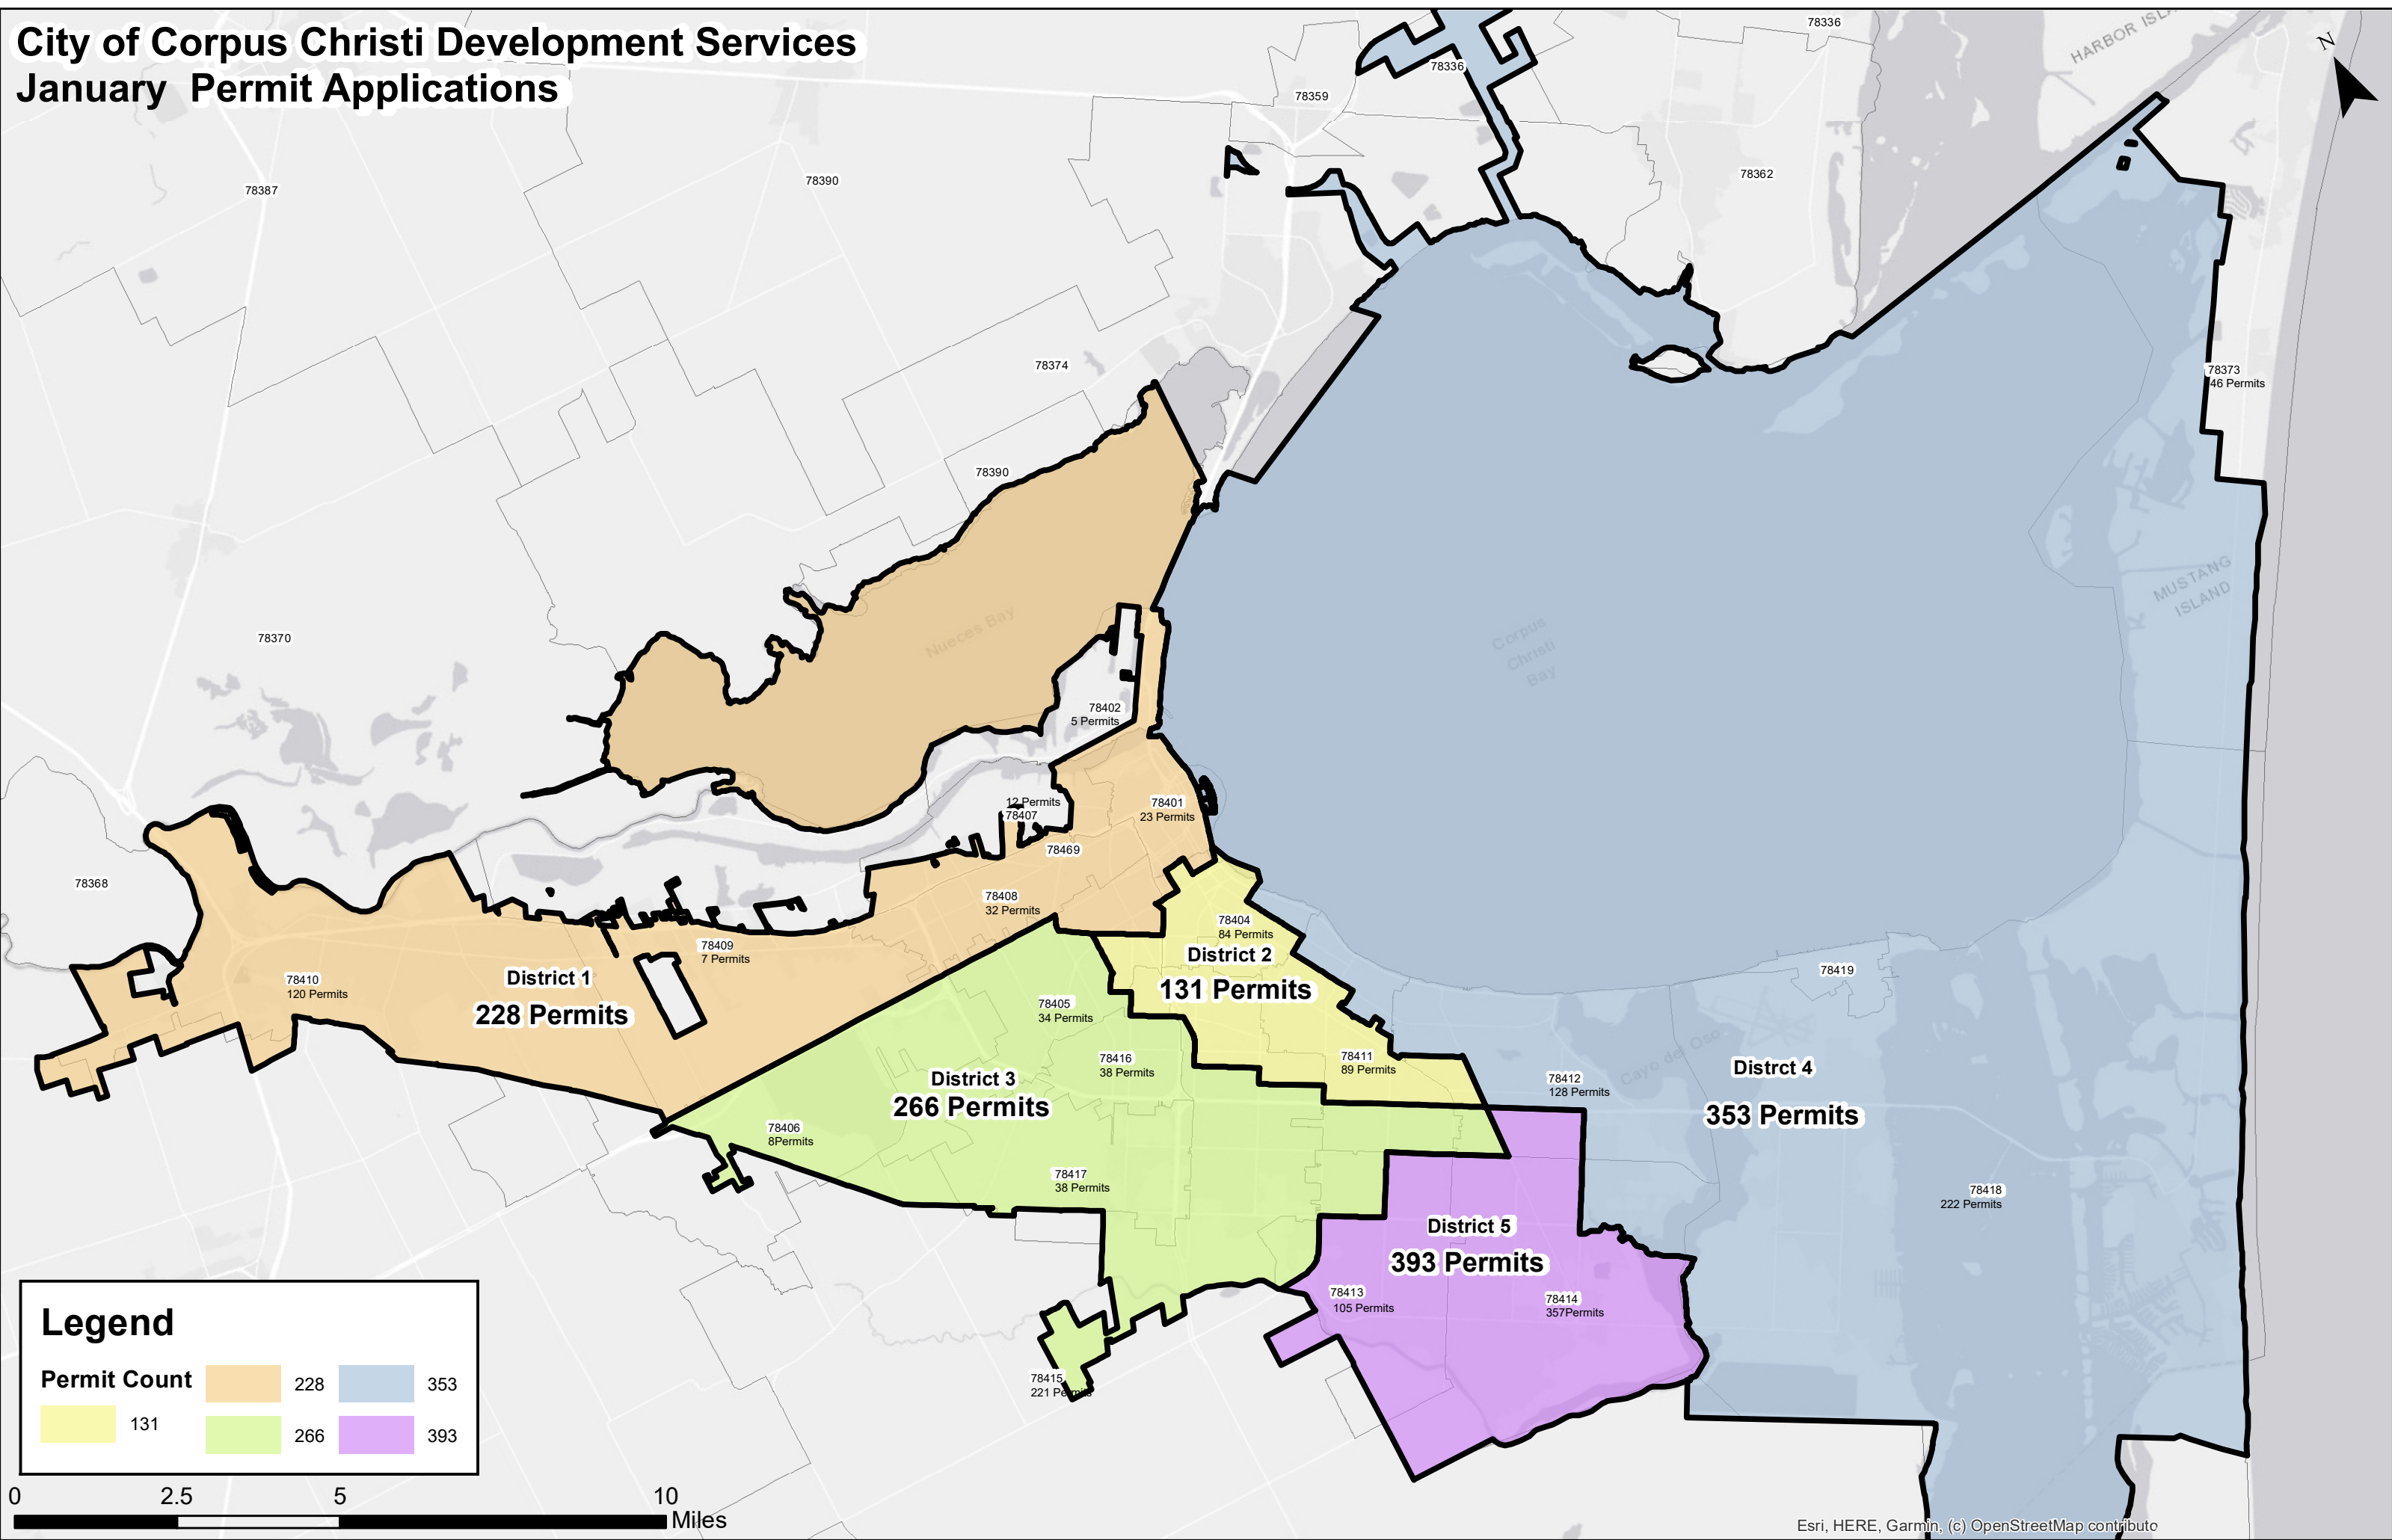 City of Corpus Christi Development Services
January Permit Applications
78336
HARBOR
N
78336
78359
78362
78387
78390
78374
78373
46 Permits
78390
MUSTANG
ISLAND
Nueces Bay
Corpus
Christi
Bay
78370
78402
5 Permits
12 Permits
78407
78401
23 Permits
78469
78368
78408
32 Permits
78404
84 Permits
78409
7 Permits
District 2
131 Permits
78410
120 Permits
District 1
228 Permits
78419
78405
34 Permits
Cayo del Oso
78416
38 Permits
78411
89 Permits
District 3
266 Permits
78412
128 Permits
Distrct 4
353 Permits
78406
8Permits
78417
38 Permits
78418
222 Permits
District 5
393 Permits
78413
105 Permits
78414
357Permits
78415
221 Permits
Legend
Permit Count
228
353
131
266
393
0
2.5
5
10
Miles
Esri, HERE, Garmin, (c) OpenStreetMap contributo